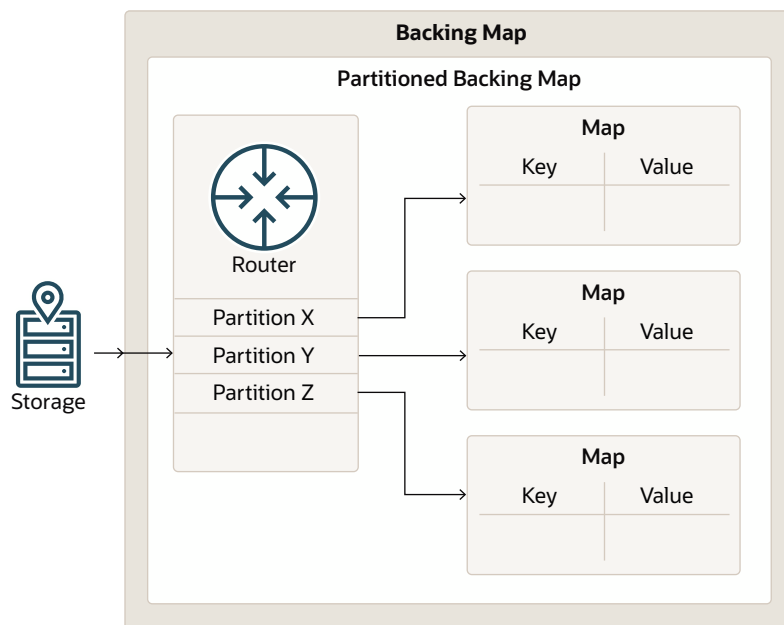 Backing Map
Partitioned Backing Map
Router
Partition X
Partition Y
Partition Z
Storage
Map
Key Value
Map
Key Value
Map
Key Value